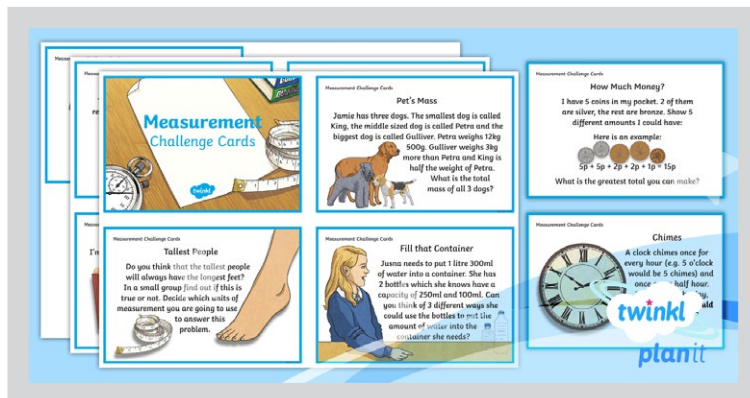 Measurement
Challenge Cards
twinkl
Measurement Challenge Cards
Pet's Mass
Jamie has three dogs. The smallest dog is called
King, the middle sized dog is called Petra and the
biggest dog is called Gulliver. Petra weighs 12kg
500g. Gulliver weighs 3kg
more than Petra and King is
half the weight of Petra.
What is the total
mass of all 3 dogs?
Measurement Challenge Cards
How Much Money?
I have 5 coins in my pocket. 2 of them
are silver, the rest are bronze. Show 5
different amounts I could have:
Here is an example:
5p + 5p + 2p + 2p + 1p = 15p
What is the greatest total you can make?
Measurement Challenge Cards
Tallest People
Do you think that the tallest people
will always have the longest feet?
In a small group find out if this is
true or not. Decide which units of
measurement you are going to use
to answer this
problem.
Measurement Challenge Cards
Fill that Container
Jusna needs to put 1 litre 300ml
of water into a container. She has
2 bottles which she knows have a
capacity of 250ml and 100ml. Can
you think of 3 different ways she
could use the bottles to put the
amount of water into the
container she needs?
Measurement Challenge Cards
Chimes
A clock chimes once for
every hour (e.g. 5 o'clock
would be 5 chimes) and
once half hour.
twinkl
planit